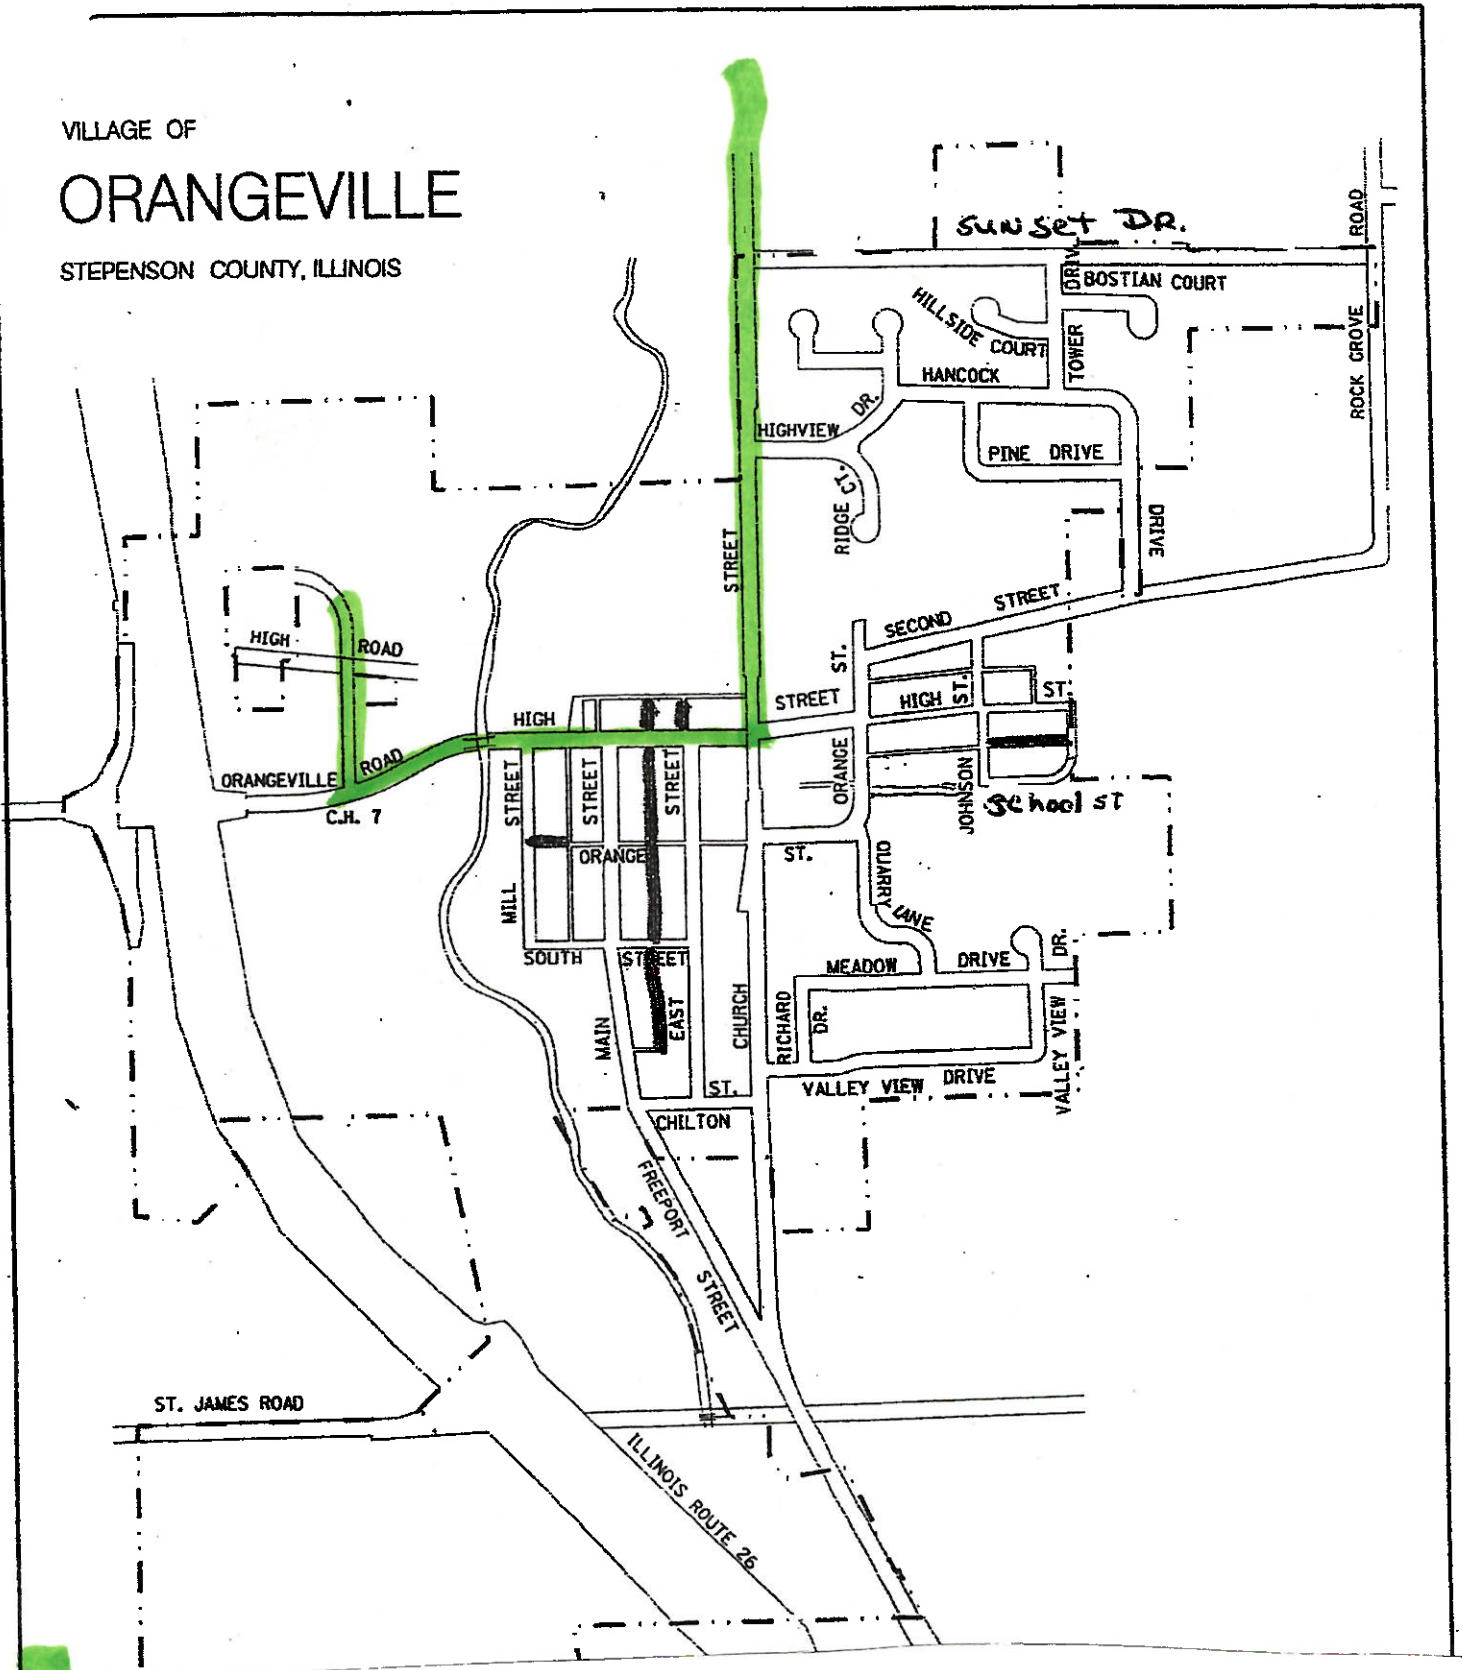 VILLAGE OF
ORANGEVILLE
STEPENSON COUNTY, ILLINOIS
sunset DR.
ROAD
DRIV
BOSTIAN COURT
HILLSIDE COURT
TOWER
ROCK GROVE
HANCOCK
DR.
HIGHVIEW
PINE DRIVE
RIDGE CT.
DRIVE
STREET
SECOND STREET
HIGH ROAD
ST.
STREET
HIGH
ST.
ST.
HIGH
ORANGEVILLE ROAD
C.H. 7
STREET
STREET
STREET
ORANGE
JOHNSON
School ST
ORANGE
ST.
QUARRY
LANE
MILL
SOUTH STREET
MEADOW DRIVE
DR.
MAIN
EAST
CHURCH
RICHARD
DR.
VALLEY VIEW
ST.
VALLEY VIEW DRIVE
CHILTON
FREEPORT
STREET
ST. JAMES ROAD
ILLINOIS ROUTE 26